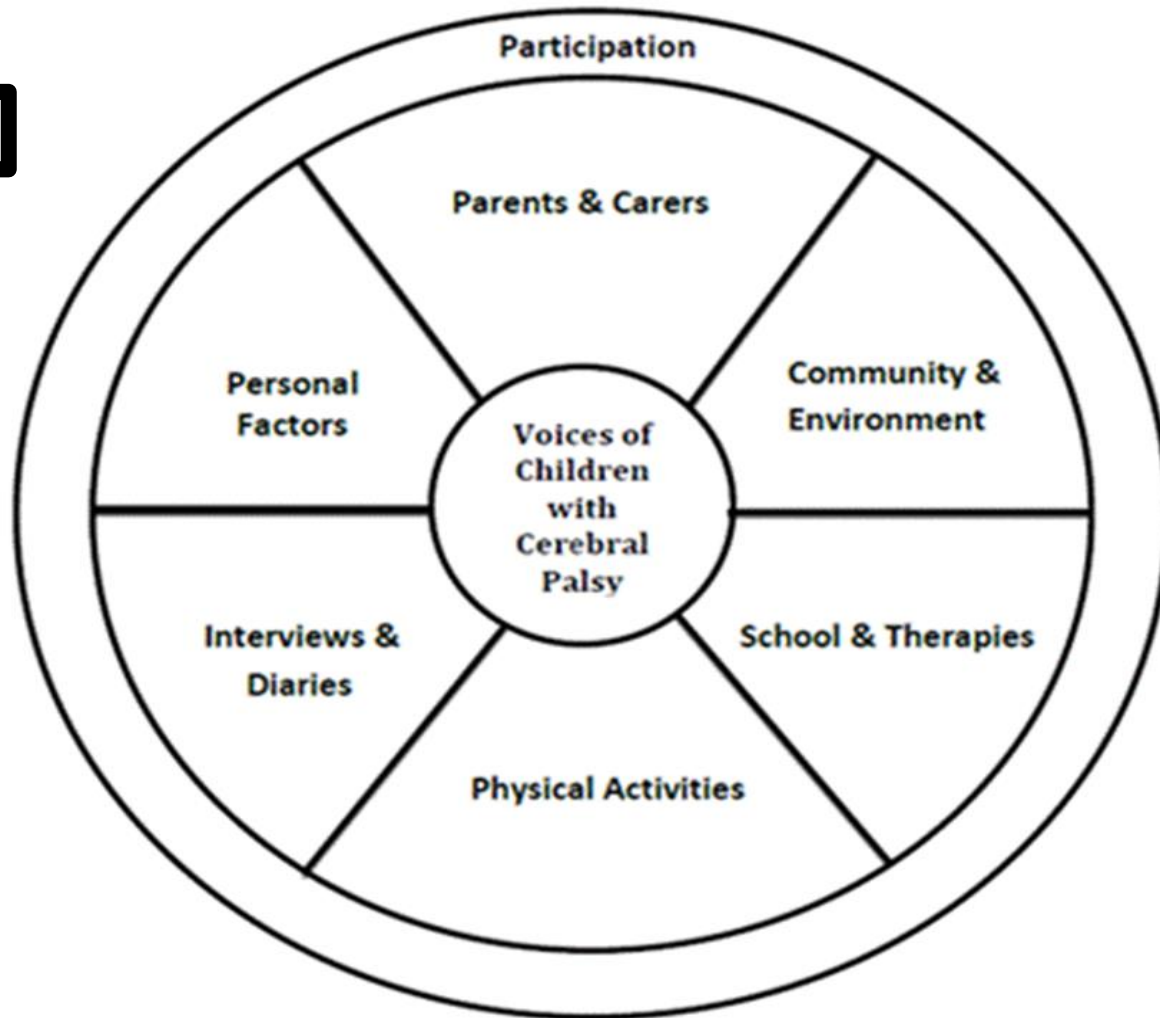 Participation
Parents & Carers
Community &
Environment
Personal
Factors
Voices of
Children
with
Cerebral
Palsy
Interviews &
Diaries
School & Therapies
Physical Activities